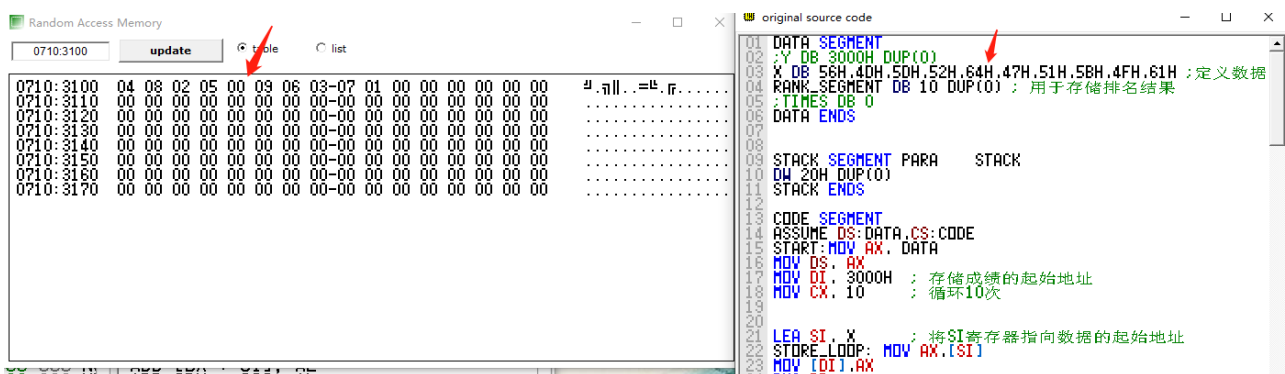 Random Access Memory
0710:3100
update
table
list
0710:3100 04 08 02 05 00 09 06 03-07 01 00 00 00 00 00 00
0710:3110 00 00 00 00 00 00 00 00-00 00 00 00 00 00 00 00
0710:3120 00 00 00 00 00 00 00 00-00 00 00 00 00 00 00 00
0710:3130 00 00 00 00 00 00 00 00-00 00 00 00 00 00 00 00
0710:3140 00 00 00 00 00 00 00 00-00 00 00 00 00 00 00 00
0710:3150 00 00 00 00 00 00 00 00-00 00 00 00 00 00 00 00
0710:3160 00 00 00 00 00 00 00 00-00 00 00 00 00 00 00 00
0710:3170 00 00 00 00 00 00 00 00-00 00 00 00 00 00 00 00
original source code
01 DATA SEGMENT
02 ;Y DB 3000H DUP(0)
03 X DB 56H,4DH,5DH,52H,64H,47H,51H,5BH,4FH,61H ;定义数据
04 RANK_SEGMENT DB 10 DUP(0) ; 用于存储排名结果
05 ;TIMES DB 0
06 DATA ENDS
07
08
09 STACK SEGMENT PARA STACK
10 DW 20H DUP(0)
11 STACK ENDS
12
13 CODE SEGMENT
14 ASSUME DS:DATA,CS:CODE
15 START:MOV AX, DATA
16 MOV DS, AX
17 MOV DI, 3000H ; 存储成绩的起始地址
18 MOV CX, 10 ; 循环10次
19
20
21 LEA SI, X ; 将SI寄存器指向数据的起始地址
22 STORE_LOOP: MOV AX,[SI]
23 MOV [DI],AX